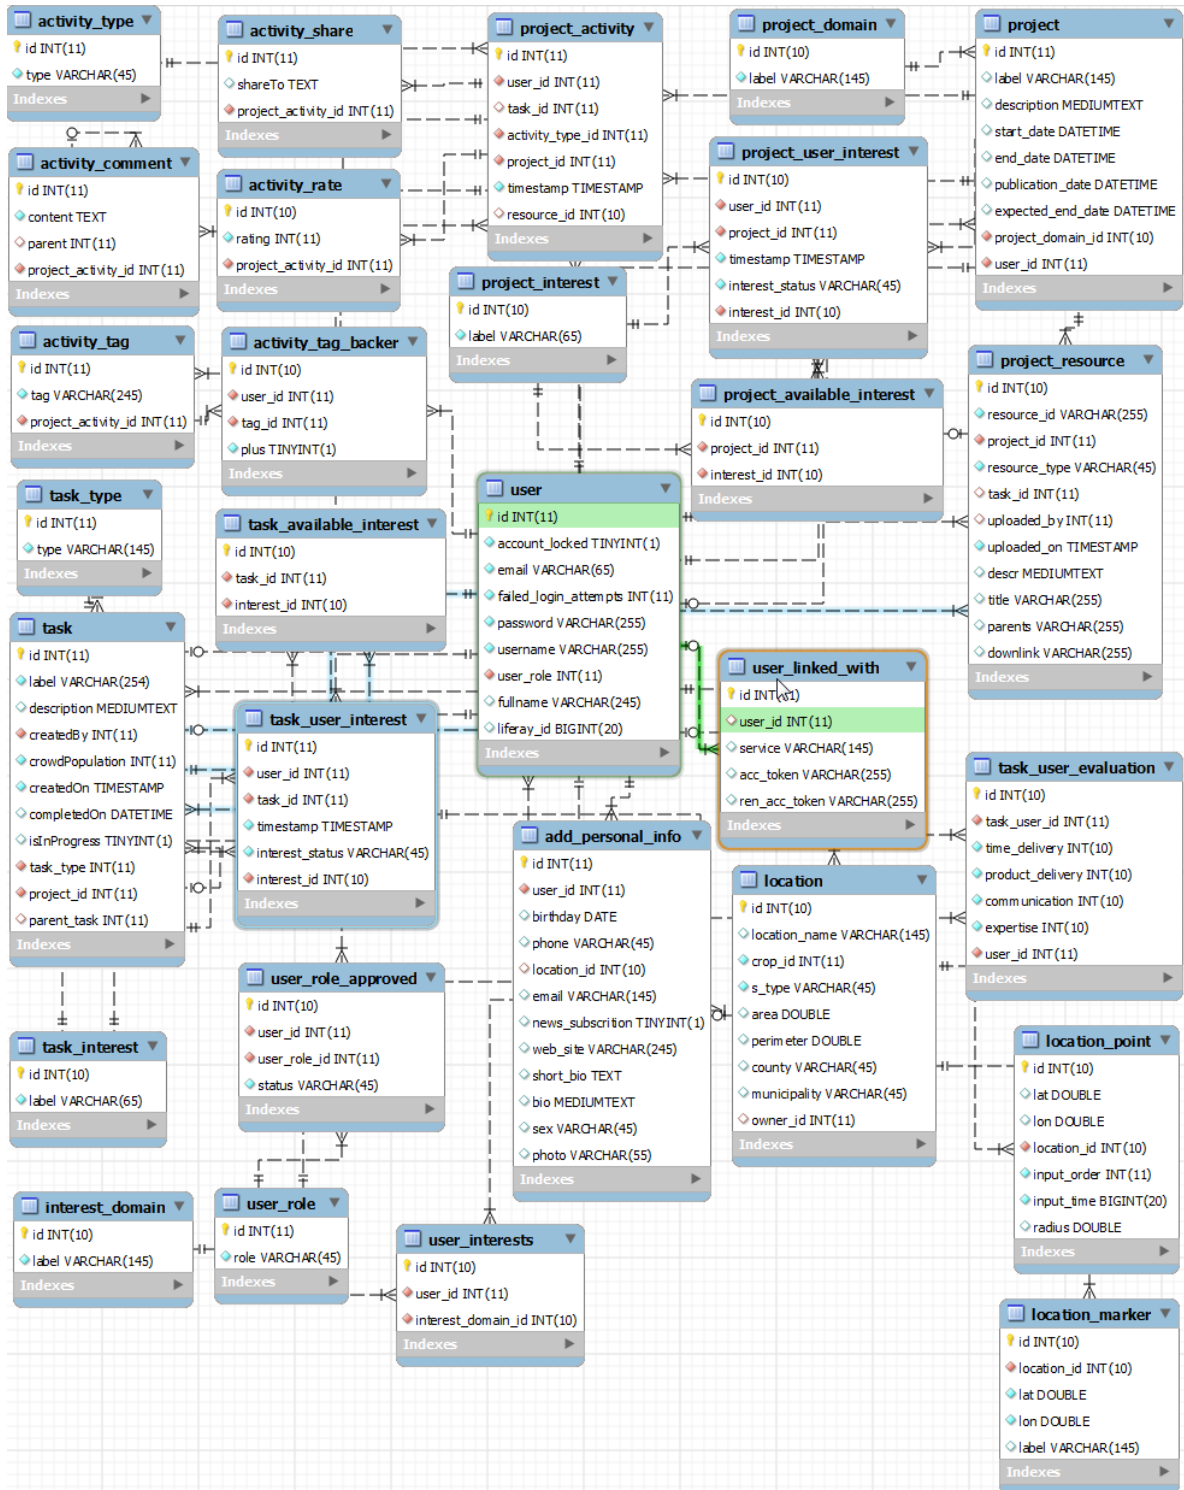 activity_type
id INT(11)
type VARCHAR(45)
Indexes
activity_share
id INT(11)
shareTo TEXT
project_activity_id INT(11)
Indexes
project_activity
id INT(11)
user_id INT(11)
task_id INT(11)
activity_type_id INT(11)
project_id INT(11)
timestamp TIMESTAMP
resource_id INT(10)
Indexes
project_domain
id INT(10)
label VARCHAR(145)
Indexes
project
id INT(11)
label VARCHAR(145)
description MEDIUMTEXT
start_date DATETIME
end_date DATETIME
publication_date DATETIME
expected_end_date DATETIME
project_domain_id INT(10)
user_id INT(11)
Indexes
activity_comment
id INT(11)
content TEXT
parent INT(11)
project_activity_id INT(11)
Indexes
activity_rate
id INT(10)
rating INT(11)
project_activity_id INT(11)
Indexes
project_user_interest
id INT(10)
user_id INT(11)
project_id INT(11)
timestamp TIMESTAMP
interest_status VARCHAR(45)
interest_id INT(10)
Indexes
project_interest
id INT(10)
label VARCHAR(65)
Indexes
activity_tag
id INT(11)
tag VARCHAR(245)
project_activity_id INT(11)
Indexes
activity_tag_backer
id INT(10)
user_id INT(11)
tag_id INT(11)
plus TINYINT(1)
Indexes
project_available_interest
id INT(10)
project_id INT(11)
interest_id INT(10)
Indexes
project_resource
id INT(10)
resource_id VARCHAR(255)
project_id INT(11)
resource_type VARCHAR(45)
task_id INT(11)
uploaded_by INT(11)
uploaded_on TIMESTAMP
descr MEDIUMTEXT
title VARCHAR(255)
parents VARCHAR(255)
downlink VARCHAR(255)
Indexes
task_type
id INT(11)
type VARCHAR(145)
Indexes
task_available_interest
id INT(10)
task_id INT(11)
interest_id INT(10)
Indexes
user
id INT(11)
account_locked TINYINT(1)
email VARCHAR(65)
failed_login_attempts INT(11)
password VARCHAR(255)
username VARCHAR(255)
user_role INT(11)
fullname VARCHAR(245)
liferay_id BIGINT(20)
Indexes
task
id INT(11)
label VARCHAR(254)
description MEDIUMTEXT
createdBy INT(11)
crowdPopulation INT(11)
createdOn TIMESTAMP
completedOn DATETIME
isInProgress TINYINT(1)
task_type INT(11)
project_id INT(11)
parent_task INT(11)
Indexes
task_user_interest
id INT(11)
user_id INT(11)
task_id INT(11)
timestamp TIMESTAMP
interest_status VARCHAR(45)
interest_id INT(10)
Indexes
user_linked_with
id INT(11)
user_id INT(11)
service VARCHAR(145)
acc_token VARCHAR(255)
ren_acc_token VARCHAR(255)
Indexes
task_user_evaluation
id INT(10)
task_user_id INT(11)
time_delivery INT(10)
product_delivery INT(10)
communication INT(10)
expertise INT(10)
user_id INT(11)
Indexes
add_personal_info
id INT(11)
user_id INT(11)
birthday DATE
phone VARCHAR(45)
location_id INT(10)
email VARCHAR(145)
news_subscrition TINYINT(1)
web_site VARCHAR(245)
short_bio TEXT
bio MEDIUMTEXT
sex VARCHAR(45)
photo VARCHAR(55)
Indexes
location
id INT(10)
location_name VARCHAR(145)
crop_id INT(11)
s_type VARCHAR(45)
area DOUBLE
perimeter DOUBLE
county VARCHAR(45)
municipality VARCHAR(45)
owner_id INT(11)
Indexes
user_role_approved
id INT(10)
user_id INT(11)
user_role_id INT(11)
status VARCHAR(45)
Indexes
task_interest
id INT(10)
label VARCHAR(65)
Indexes
location_point
id INT(10)
lat DOUBLE
lon DOUBLE
location_id INT(10)
input_order INT(11)
input_time BIGINT(20)
radius DOUBLE
Indexes
interest_domain
id INT(10)
label VARCHAR(145)
Indexes
user_role
id INT(11)
role VARCHAR(45)
Indexes
user_interests
id INT(10)
user_id INT(11)
interest_domain_id INT(10)
Indexes
location_marker
id INT(10)
location_id INT(10)
lat DOUBLE
lon DOUBLE
label VARCHAR(145)
Indexes